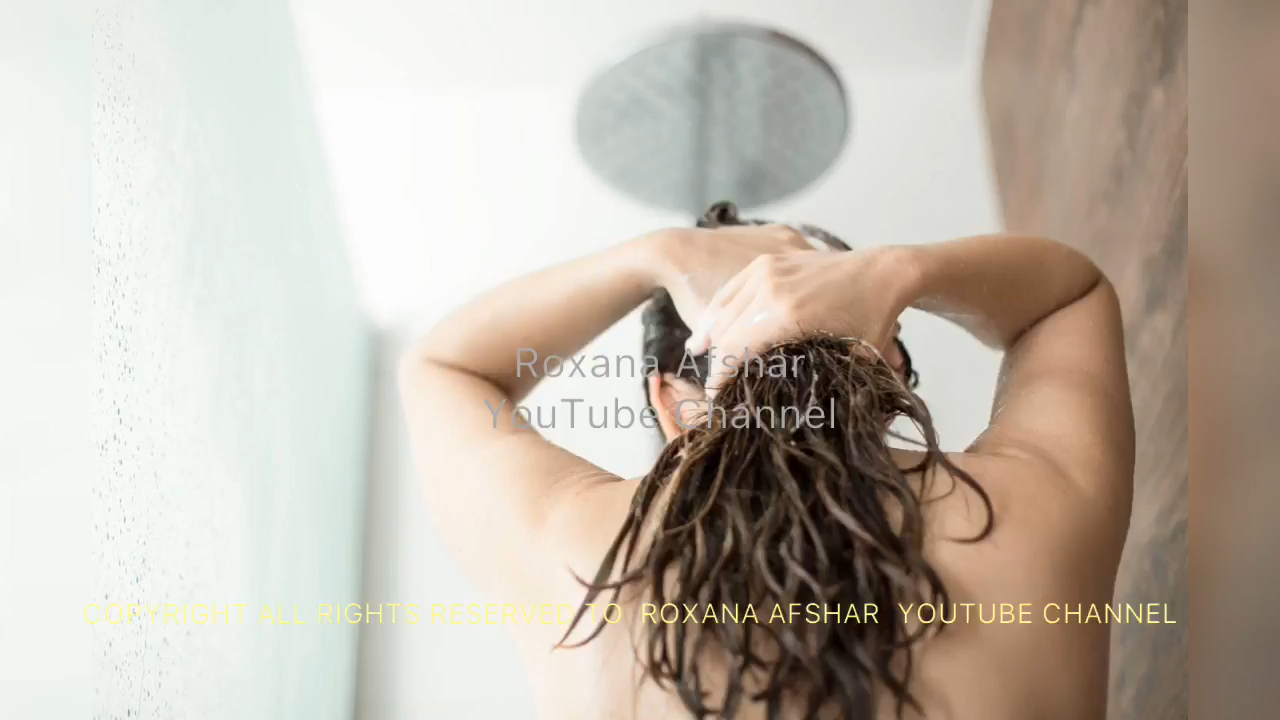 Roxana Afshar
YouTube Channel
COPYRIGHT ALL RIGHTS RESERVED TO ROXANA AFSHAR YOUTUBE CHANNEL